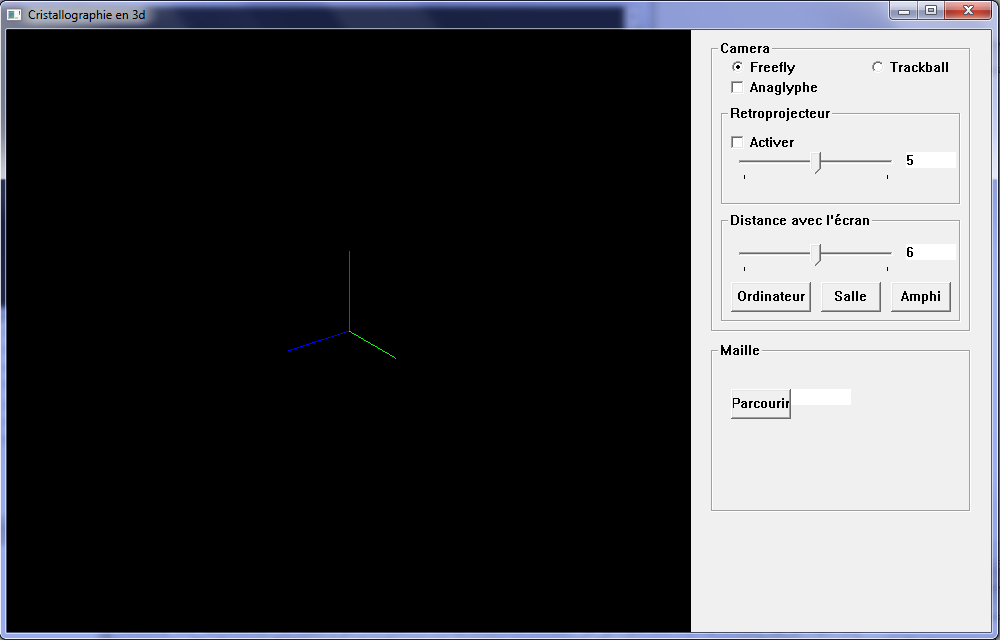 Cristallographie en 3d
Camera
Freefly Trackball
Anaglyphe
Retroprojecteur
Activer
5
Distance avec l'écran
6
Ordinateur Salle Amphi
Maille
Parcourir